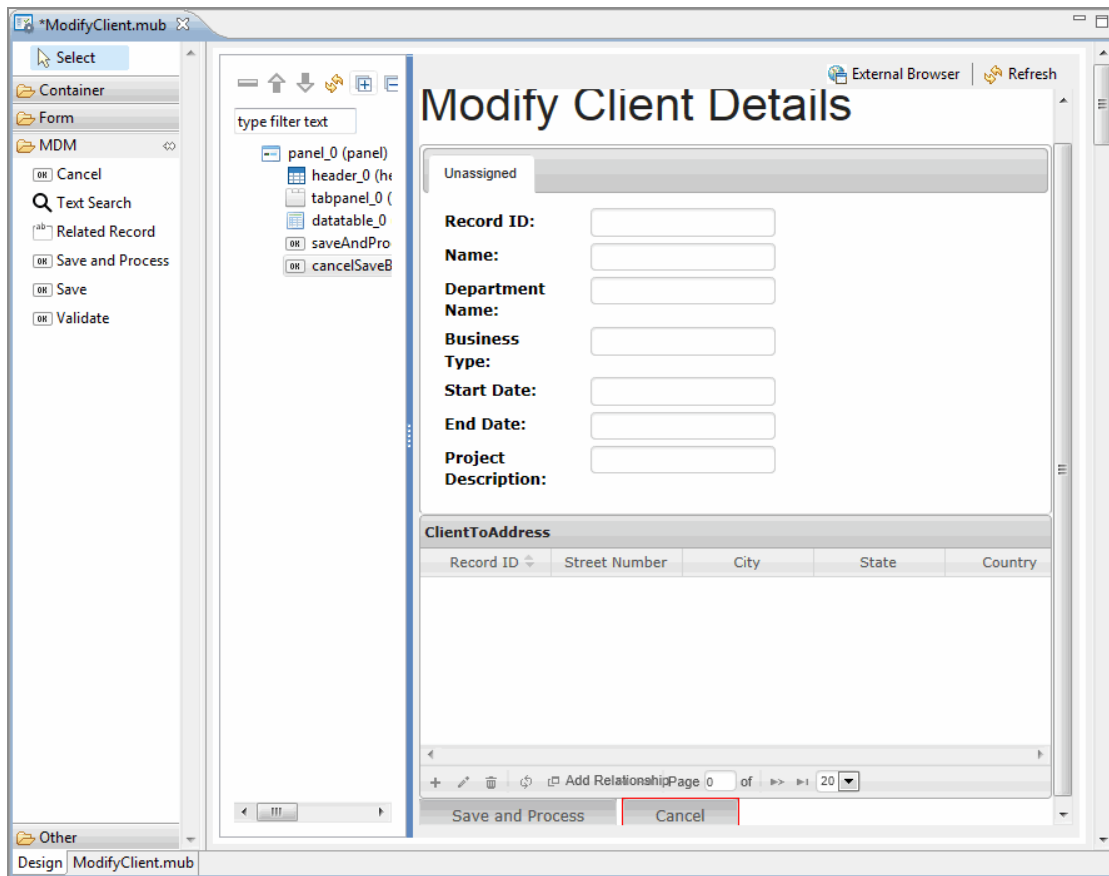 *ModifyClient.mub
Select
Container
Form
MDM
Cancel
Text Search
Related Record
Save and Process
Save
Validate
Other
type filter text
panel_0 (panel)
header_0 (he
tabpanel_0 (
datatable_0
saveAndPro
cancelSaveB
External Browser
Refresh
Modify Client Details
Unassigned
Record ID:
Name:
Department
Name:
Business
Type:
Start Date:
End Date:
Project
Description:
ClientToAddress
Record ID Street Number City State Country
Add Relationship Page 0 of 20
Save and Process Cancel
Design ModifyClient.mub